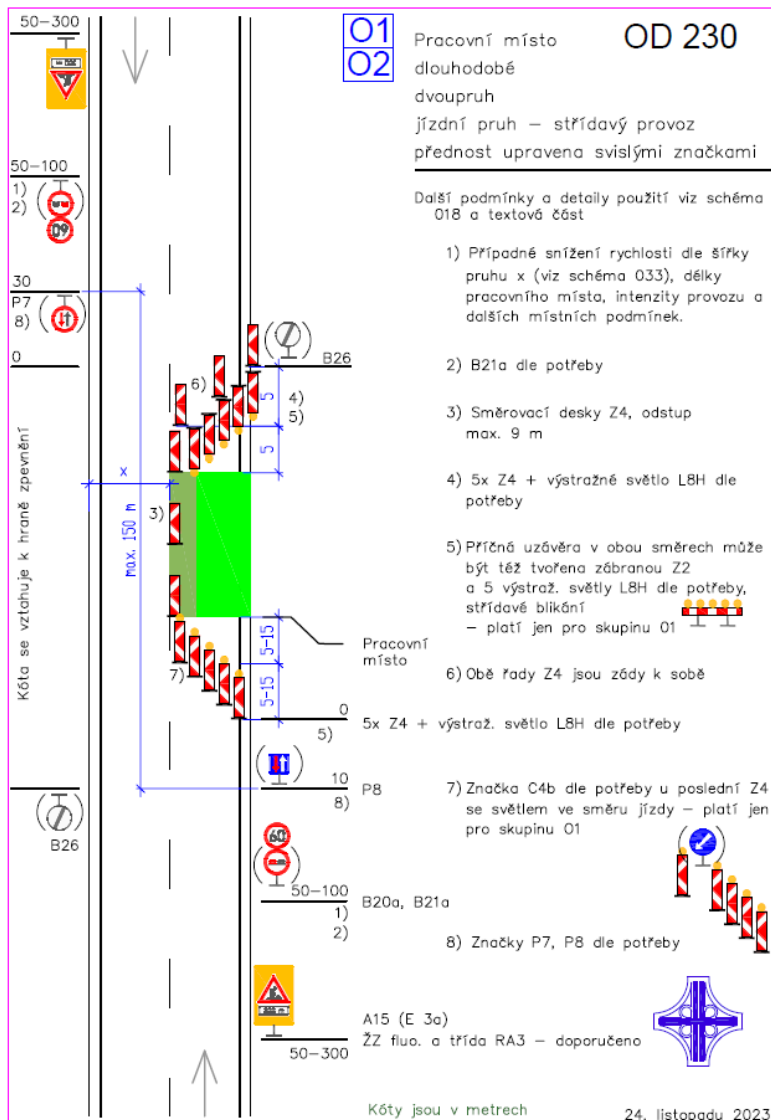 O1
O2
Pracovní místo
OD 230
dlouhodobé
dvoupruh
jízdní pruh – střídavý provoz
přednost upravena svislými značkami
Další podmínky a detaily použití viz schéma
018 a textová část
1) Případné snížení rychlosti dle šířky
pruhu x (viz schéma 033), délky
pracovního místa, intenzity provozu a
dalších místních podmínek.
2) B21a dle potřeby
3) Směrovací desky Z4, odstup
max. 9 m
4) 5x Z4 + výstražné světlo L8H dle
potřeby
5) Příčná uzávěra v obou směrech může
být též tvořena zábranou Z2
a 5 výstraž. světly L8H dle potřeby,
střídavé blikání
– platí jen pro skupinu 01
6) Obě řady Z4 jsou zády k sobě
7) Značka C4b dle potřeby u poslední Z4
se světlem ve směru jízdy – platí jen
pro skupinu 01
8) Značky P7, P8 dle potřeby
50-300
50-100
1)
2)
60
30
P7
8)
0
B26
6)
5
4)
5)
5
x
3)
max. 150 m
Kóta se vztahuje k hraně zpevnění
Pracovní
místo
5-15
7)
5-15
0
5)
5x Z4 + výstraž. světlo L8H dle potřeby
10
8)
P8
B26
60
50-100
1)
2)
B20a, B21a
A15 (E 3a)
ŽZ fluo. a třída RA3 – doporučeno
50-300
Kóty jsou v metrech
24. listopadu 2023